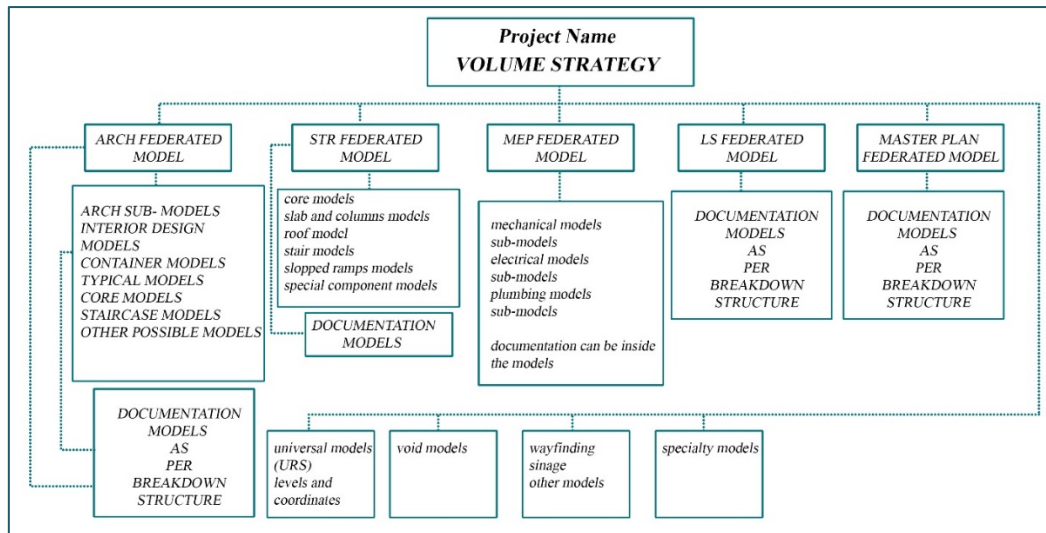 Project Name
VOLUME STRATEGY
ARCH FEDERATED
MODEL
STR FEDERATED
MODEL
MEP FEDERATED
MODEL
LS FEDERATED
MODEL
MASTER PLAN
FEDERATED MODEL
ARCH SUB- MODELS
INTERIOR DESIGN
MODELS
CONTAINER MODELS
TYPICAL MODELS
CORE MODELS
STAIRCASE MODELS
OTHER POSSIBLE MODELS
core models
slab and columns models
roof model
stair models
slopped ramps models
special component models
DOCUMENTATION
MODELS
mechanical models
sub-models
electrical models
sub-models
plumbing models
sub-models
documentation can be inside
the models
DOCUMENTATION
MODELS
AS
PER
BREAKDOWN
STRUCTURE
DOCUMENTATION
MODELS
AS
PER
BREAKDOWN
STRUCTURE
DOCUMENTATION
MODELS
AS
PER
BREAKDOWN
STRUCTURE
universal models
(URS)
levels and
coordinates
void models
wayfinding
sinage
other models
specialty models